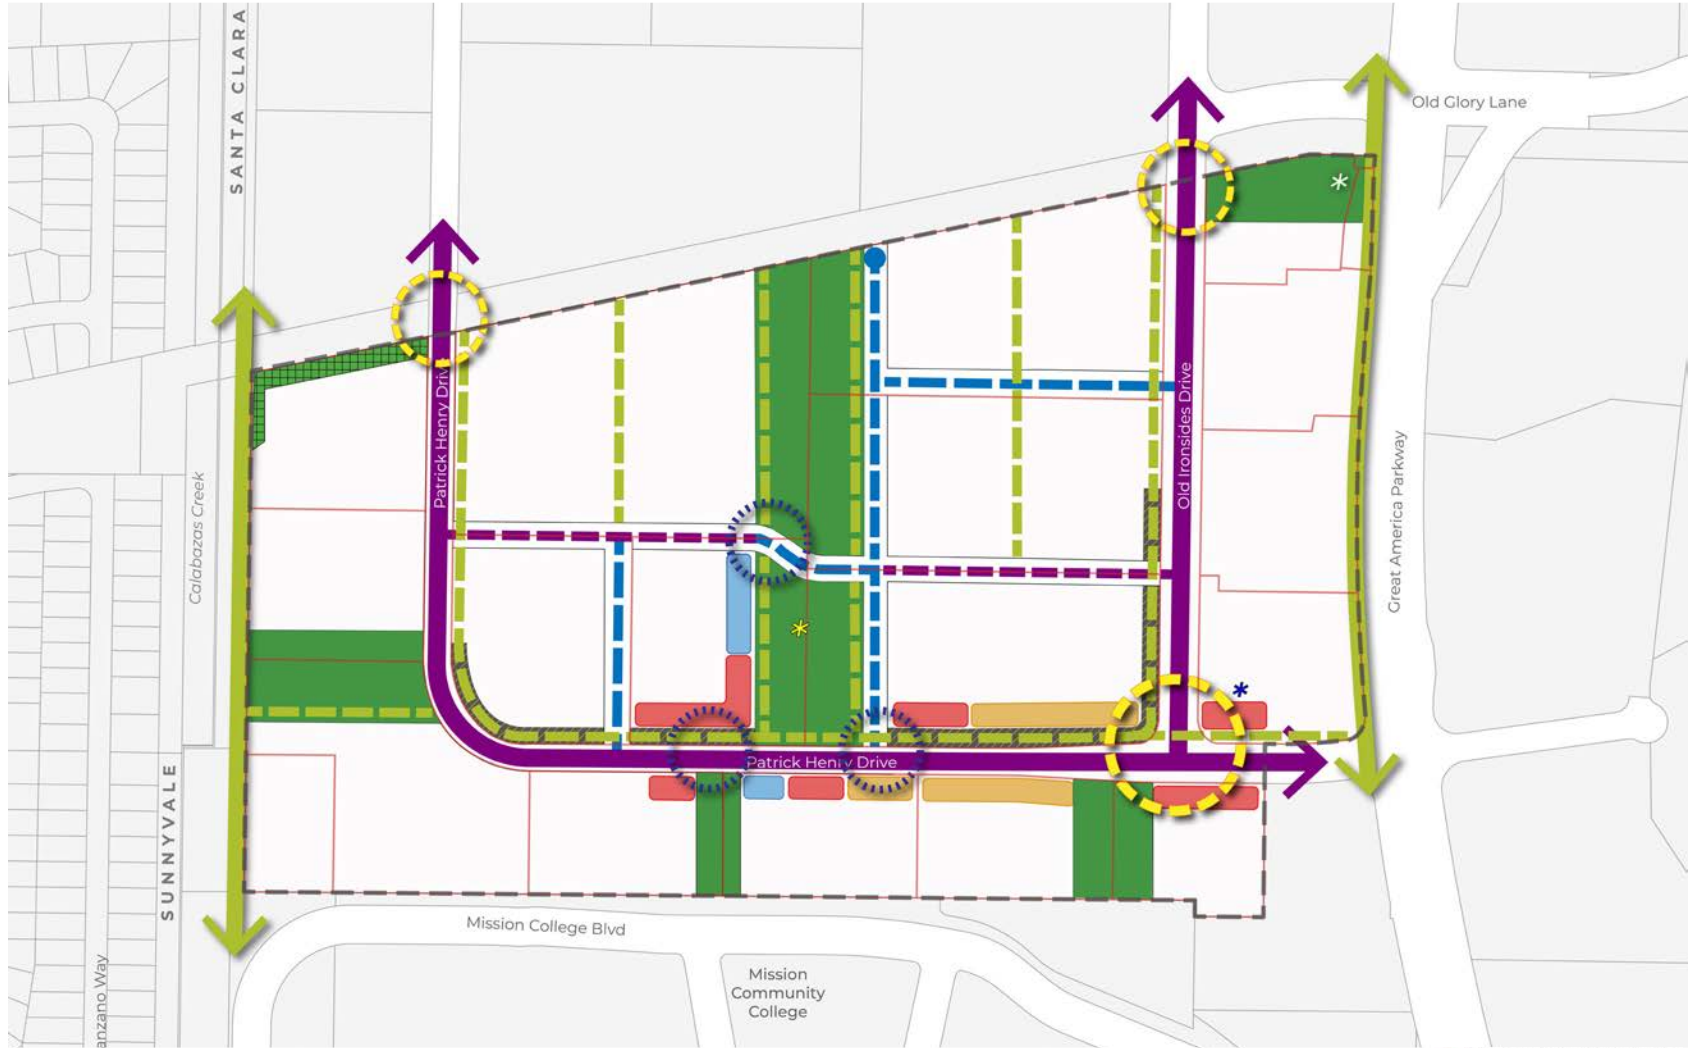 SANTA CLARA
Old Glory Lane
Patrick Henry Drive
Old Ironsides Drive
Great America Parkway
Calabazas Creek
Patrick Henry Drive
SUNNYVALE
Mission College Blvd
Mission
Community
College
anzano Way